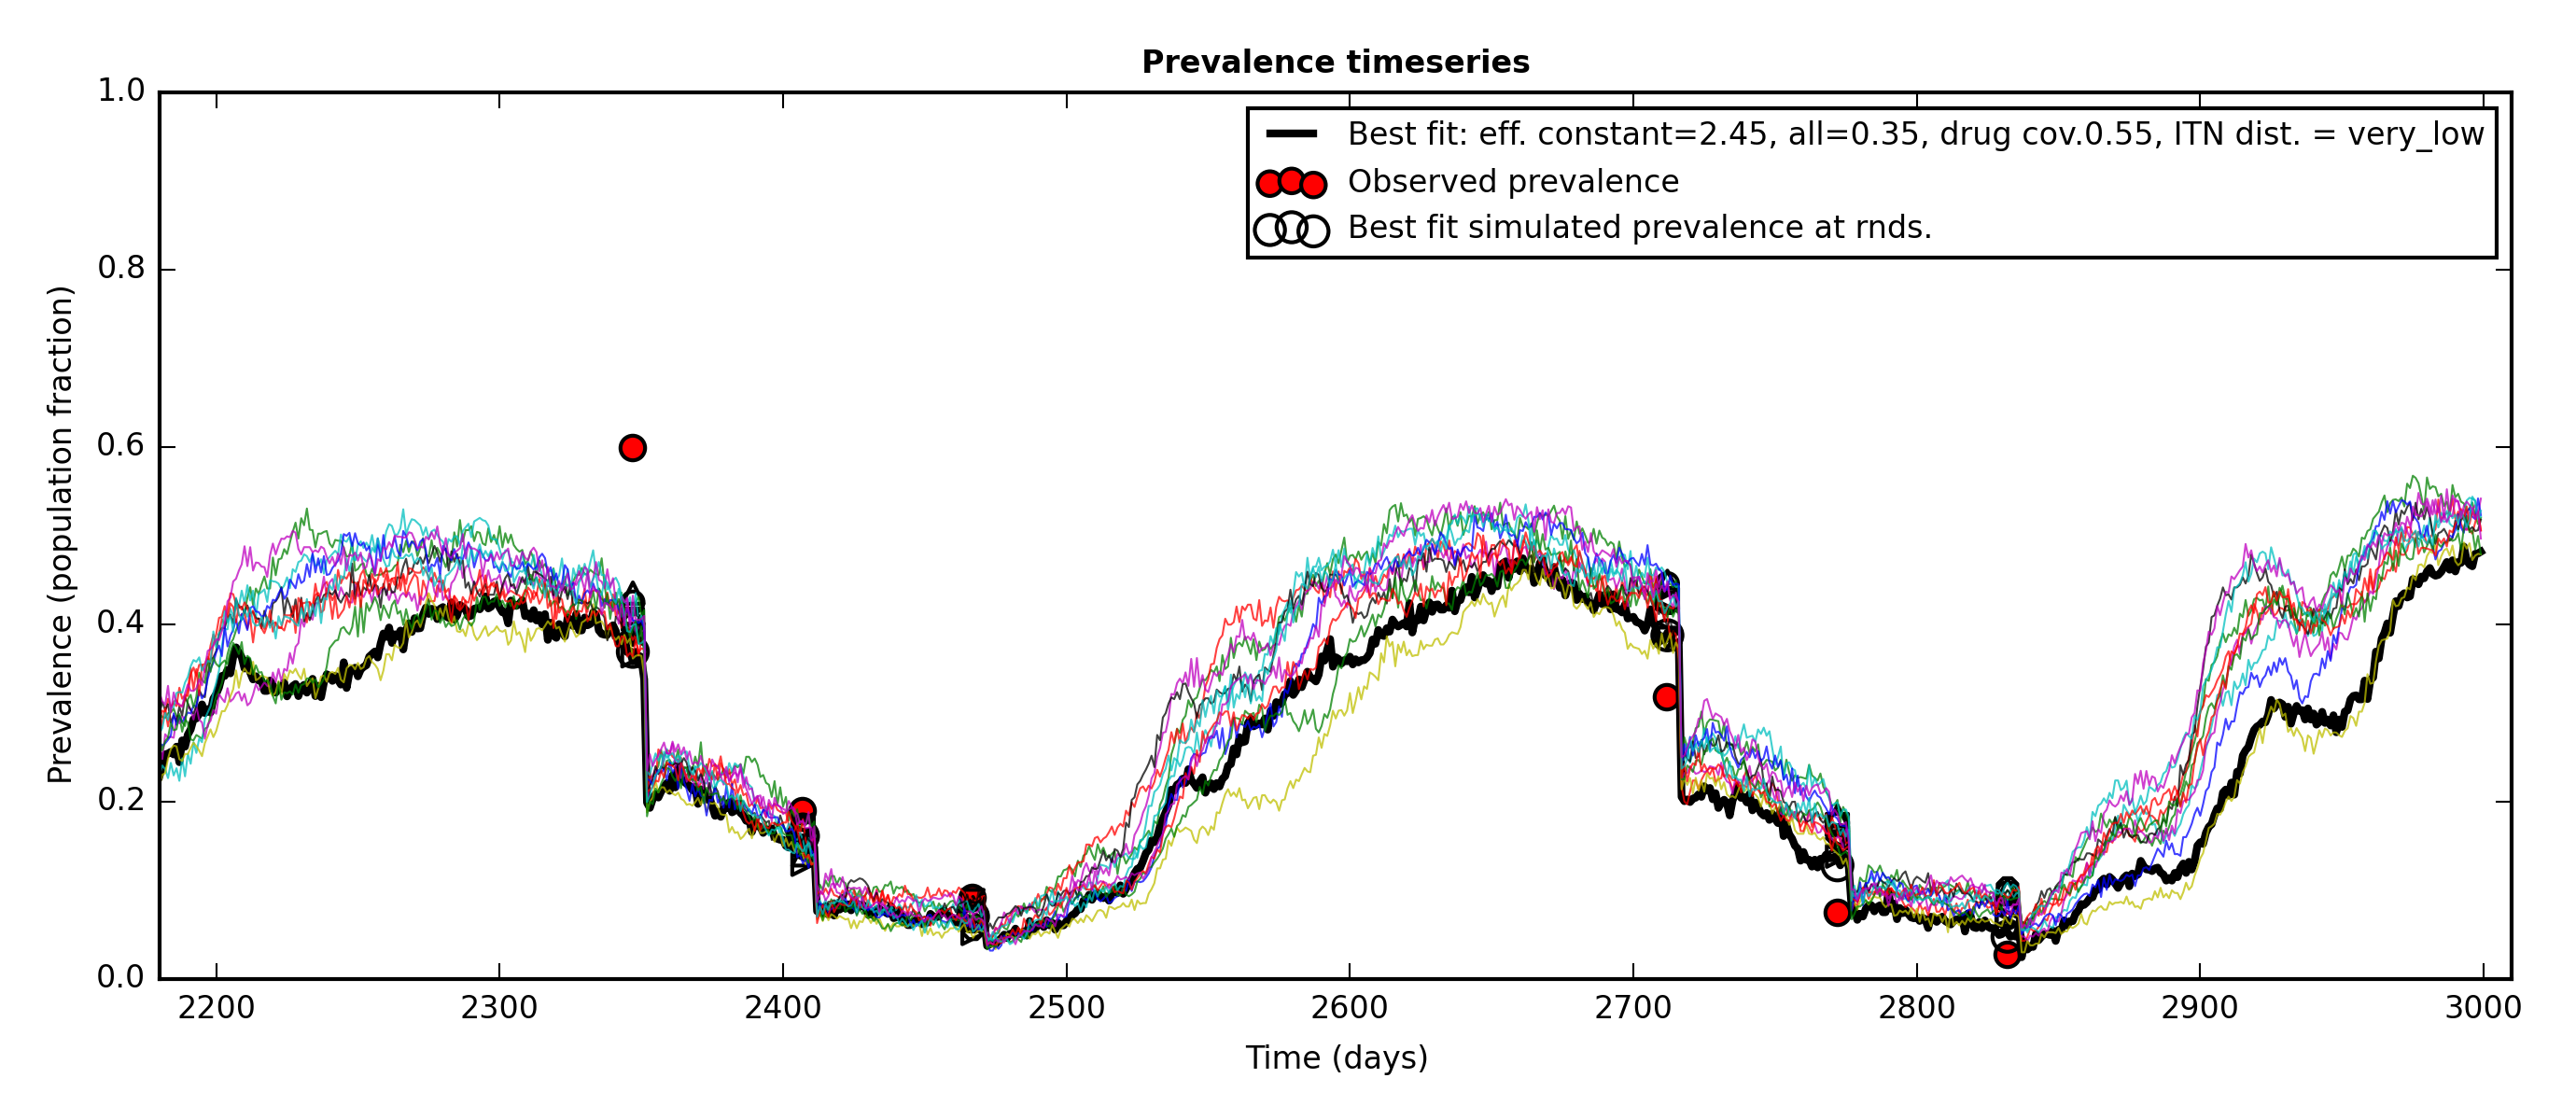 Prevalence timeseries
1.0
0.8
0.6
0.4
0.2
0.0
Prevalence (population fraction)
Best fit: eff. constant=2.45, all=0.35, drug cov.0.55, ITN dist. = very_low
Observed prevalence
Best fit simulated prevalence at rnds.
2200 2300 2400 2500 2600 2700 2800 2900 3000
Time (days)